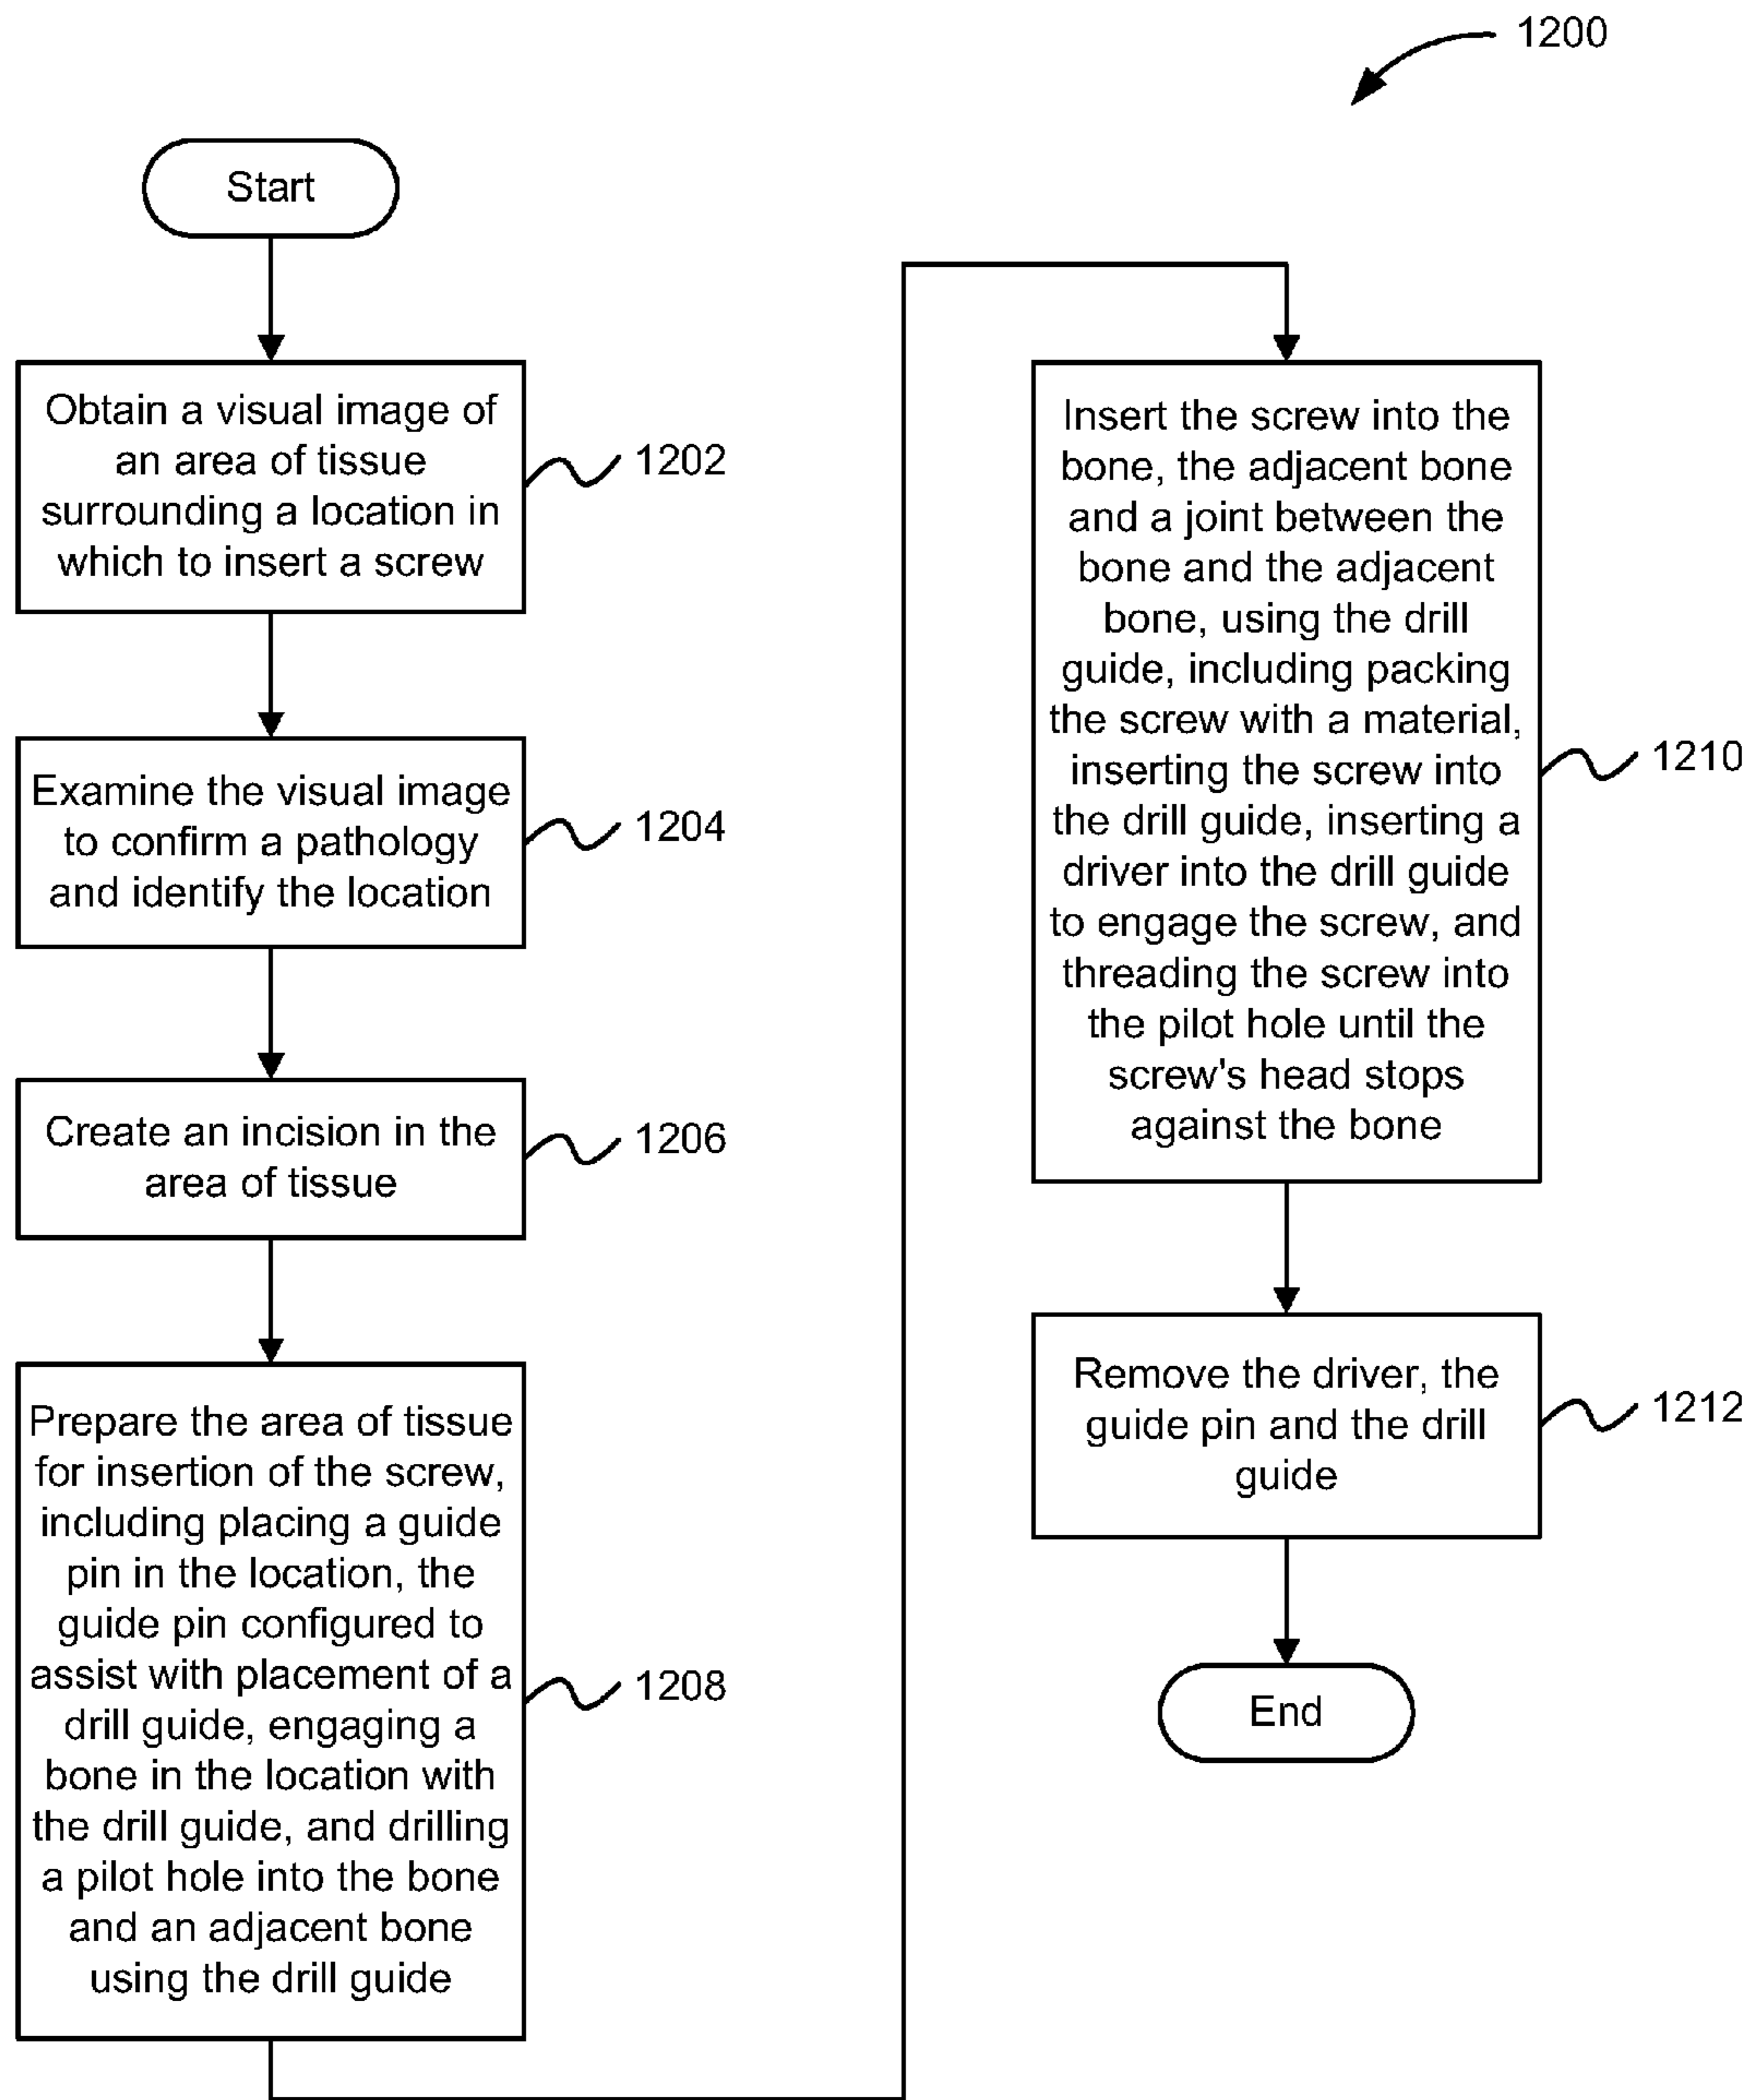 1200
Start
Obtain a visual image of
an area of tissue
surrounding a location in
which to insert a screw
1202
Examine the visual image
to confirm a pathology
and identify the location
1204
Create an incision in the
area of tissue
1206
Prepare the area of tissue
for insertion of the screw,
including placing a guide
pin in the location, the
guide pin configured to
assist with placement of a
drill guide, engaging a
bone in the location with
the drill guide, and drilling
a pilot hole into the bone
and an adjacent bone
using the drill guide
1208
Insert the screw into the
bone, the adjacent bone
and a joint between the
bone and the adjacent
bone, using the drill
guide, including packing
the screw with a material,
inserting the screw into
the drill guide, inserting a
driver into the drill guide
to engage the screw, and
threading the screw into
the pilot hole until the
screw's head stops
against the bone
1210
Remove the driver, the
guide pin and the drill
guide
1212
End